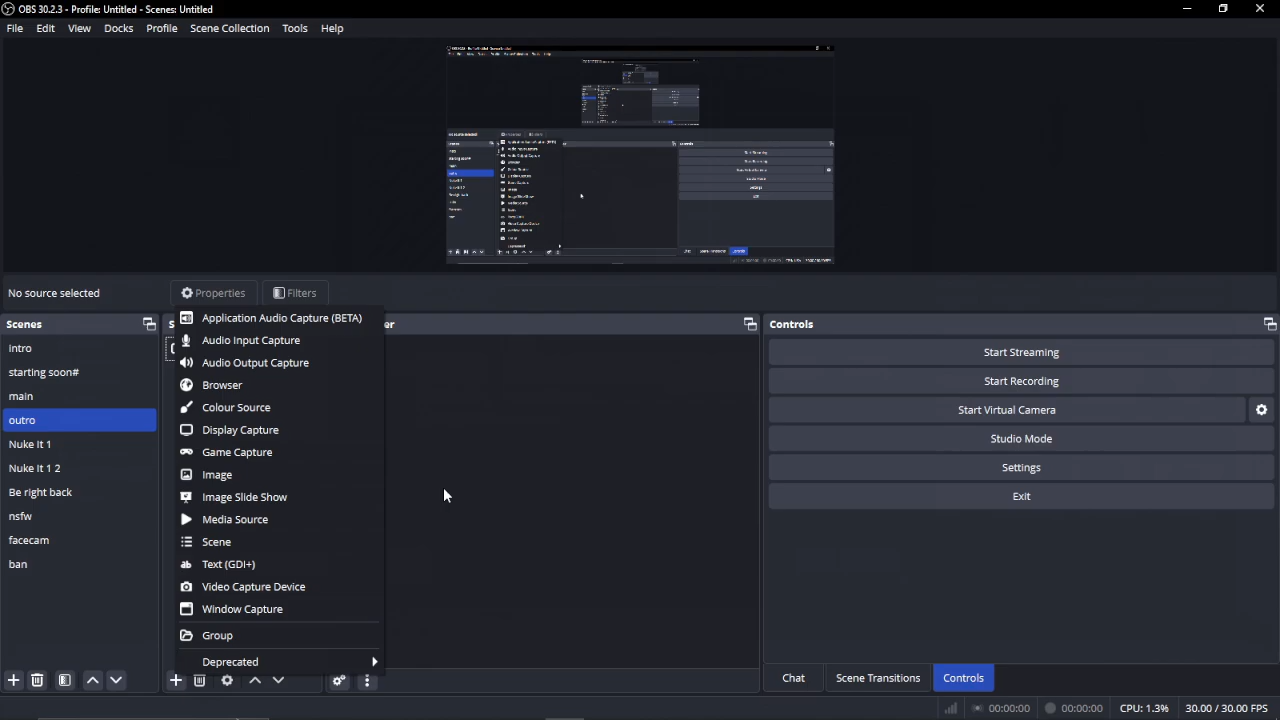 OBS 30.2.3 - Profile: Untitled - Scenes: Untitled
File Edit View Docks Profile Scene Collection Tools Help
No source selected
Properties
Filters
Scenes
Intro
starting soon#
main
outro
Nuke It 1
Nuke It 1 2
Be right back
nsfw
facecam
ban
S
er
Application Audio Capture (BETA)
Audio Input Capture
Audio Output Capture
Browser
Colour Source
Display Capture
Game Capture
Image
Image Slide Show
Media Source
Scene
Text (GDI+)
Video Capture Device
Window Capture
Group
Deprecated
Controls
Start Streaming
Start Recording
Start Virtual Camera
Studio Mode
Settings
Exit
Chat
Scene Transitions
Controls
00:00:00
00:00:00
CPU: 1.3%
30.00 / 30.00 FPS